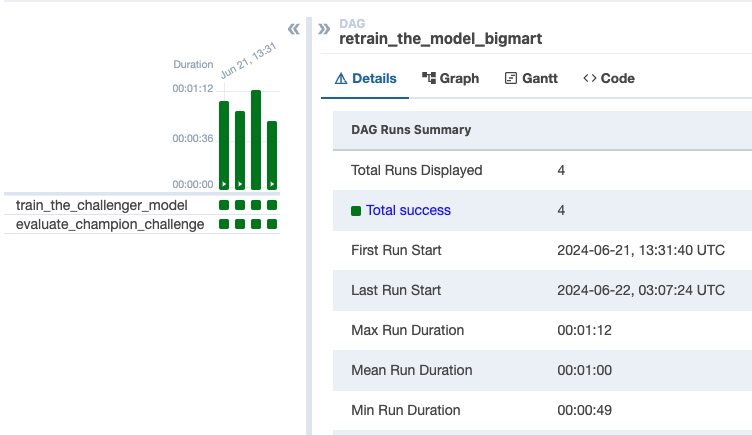 Duration
Jun 21, 13:31
00:01:12
00:00:36
00:00:00
train_the_challenger_model
evaluate_champion_challenge
DAG
retrain_the_model_bigmart
Details Graph Gantt Code
DAG Runs Summary
Total Runs Displayed 4
Total success 4
First Run Start 2024-06-21, 13:31:40 UTC
Last Run Start 2024-06-22, 03:07:24 UTC
Max Run Duration 00:01:12
Mean Run Duration 00:01:00
Min Run Duration 00:00:49